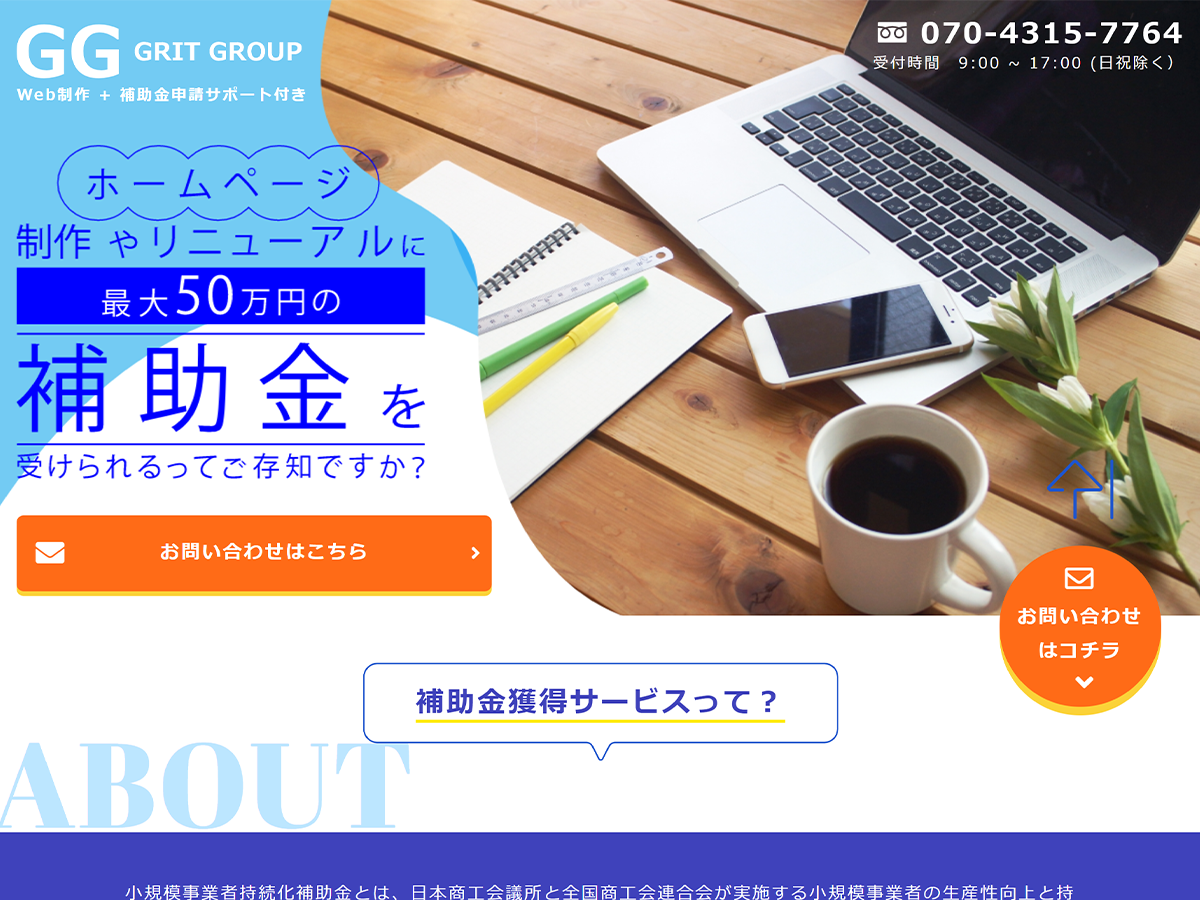 GG GRIT GROUP
Web制作 + 補助金申請サポート付き
070-4315-7764
受付時間 9:00 ~ 17:00 (日祝除く)
ホームページ
制作 やリニューアルに
最大50万円の
補助金を
受けられるってご存知ですか?
お問い合わせはこちら
お問い合わせ
はコチラ
補助金獲得サービスって？
ABOUT
小規模事業者持続化補助金とは、日本商工会議所と全国商工会連合会が実施する小規模事業者の生産性向上と持